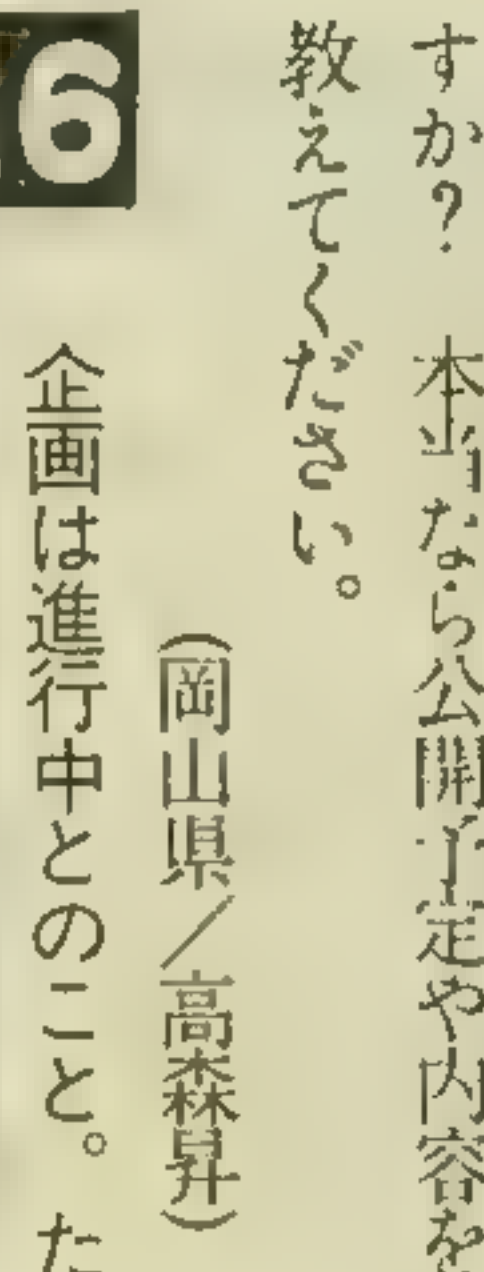 すか？ 本当なら公開予定や内容を
教えてください。
（岡山県／高森昇）
6
企画は進行中とのこと。た